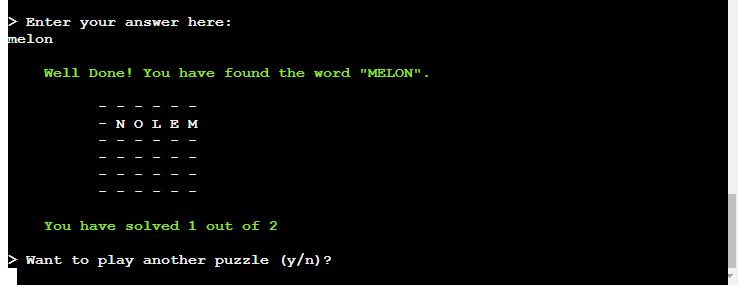 > Enter your answer here:
melon
Well Done! You have found the word "MELON".
- - - - - -
- N O L E M
- - - - - -
- - - - - -
- - - - - -
- - - - - -
You have solved 1 out of 2
> Want to play another puzzle (y/n)?